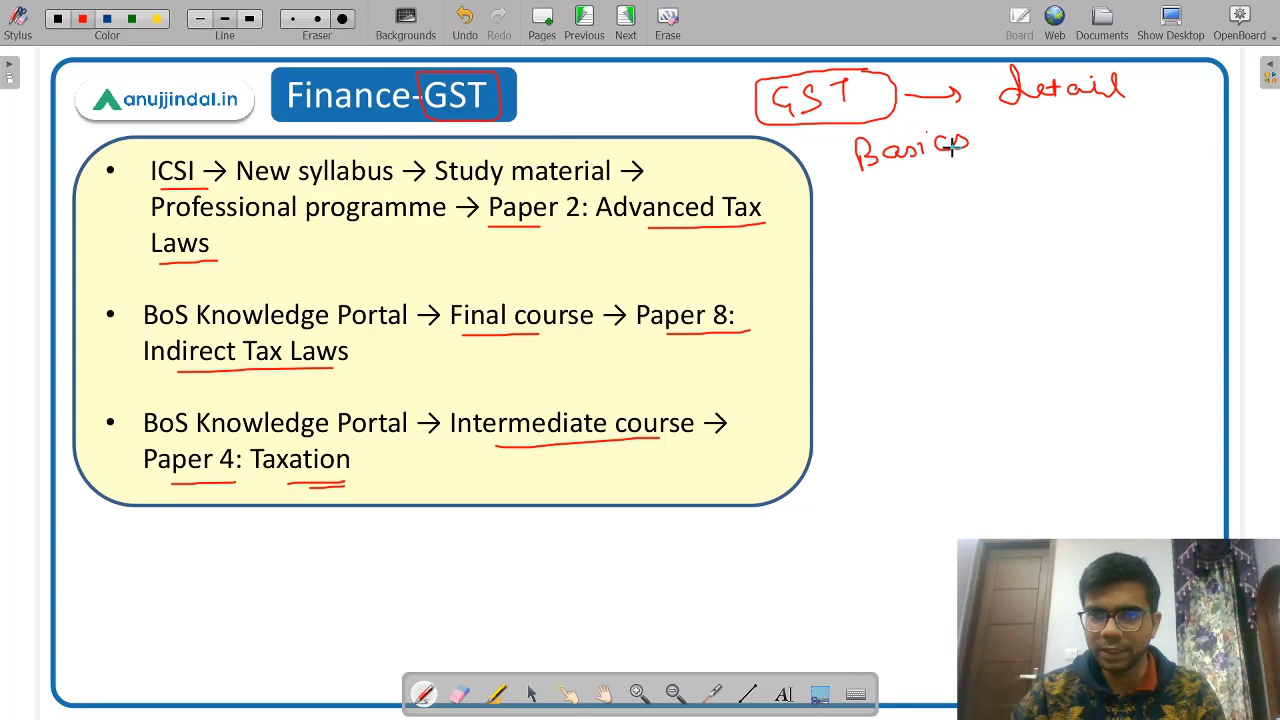 Stylus
Color
Line
Eraser
Backgrounds
Undo
Redo
Pages
Previous
Next
Erase
Board
Web
Documents
Show Desktop
OpenBoard
anujjindal.in
Finance-GST
GST → detail
Basics
• ICSI → New syllabus → Study material →
Professional programme → Paper 2: Advanced Tax
Laws
• BoS Knowledge Portal → Final course → Paper 8:
Indirect Tax Laws
• BoS Knowledge Portal → Intermediate course →
Paper 4: Taxation